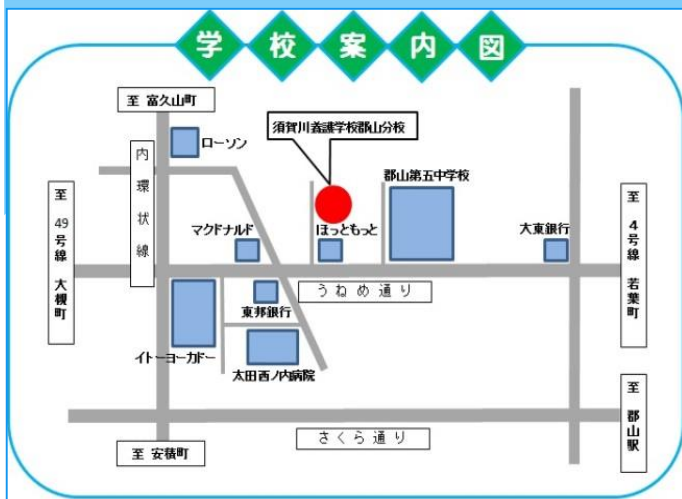 学校案内図
至 富久山町
ローソン
須賀川養護学校郡山分校
内環状線
郡山第五中学校
至 49号線 大槻町
至 4号線 若葉町
マクドナルド
ほっともっと
大東銀行
うねめ通り
東邦銀行
イトーヨーカドー
太田西ノ内病院
至 郡山駅
さくら通り
至 安積町